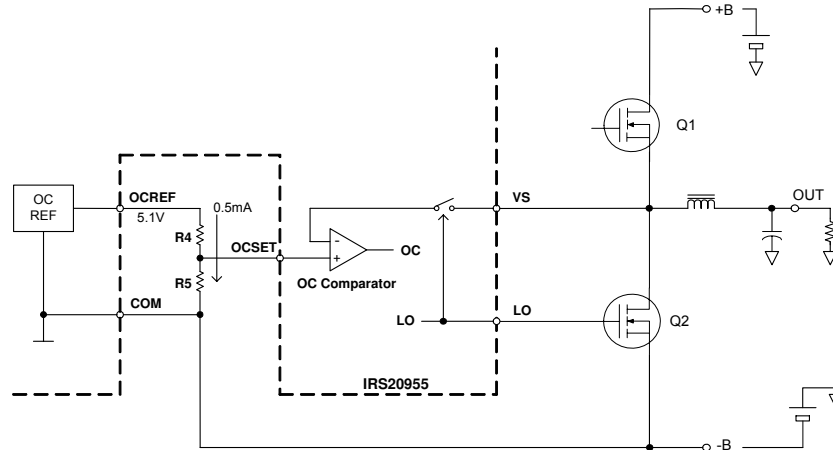 +B
Q1
OC
REF
OCREF
5.1V
0.5mA
R4
OCSET
VS
OUT
-
+
OC
OC Comparator
R5
COM
LO
LO
Q2
IRS20955
-B